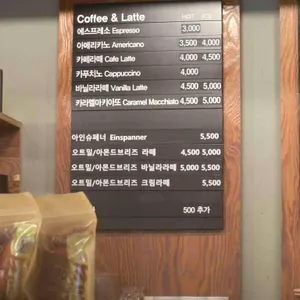 Coffee & Latte HOT ICE
에스프레소 Espresso 3,000
아메리카노 Americano 3,500 4,000
카페라떼 Cafe Latte 4,000 4,500
카푸치노 Cappuccino 4,000
바닐라라떼 Vanilla Latte 4,500 5,000
카라멜마키아또 Caramel Macchiato 4,500 5,000
아인슈페너 Einspanner 5,500
오트밀/아몬드브리즈 라떼 4,500 5,000
오트밀/아몬드브리즈 바닐라라떼 5,000 5,500
오트밀/아몬드브리즈 크림라떼 5,500
500 추가